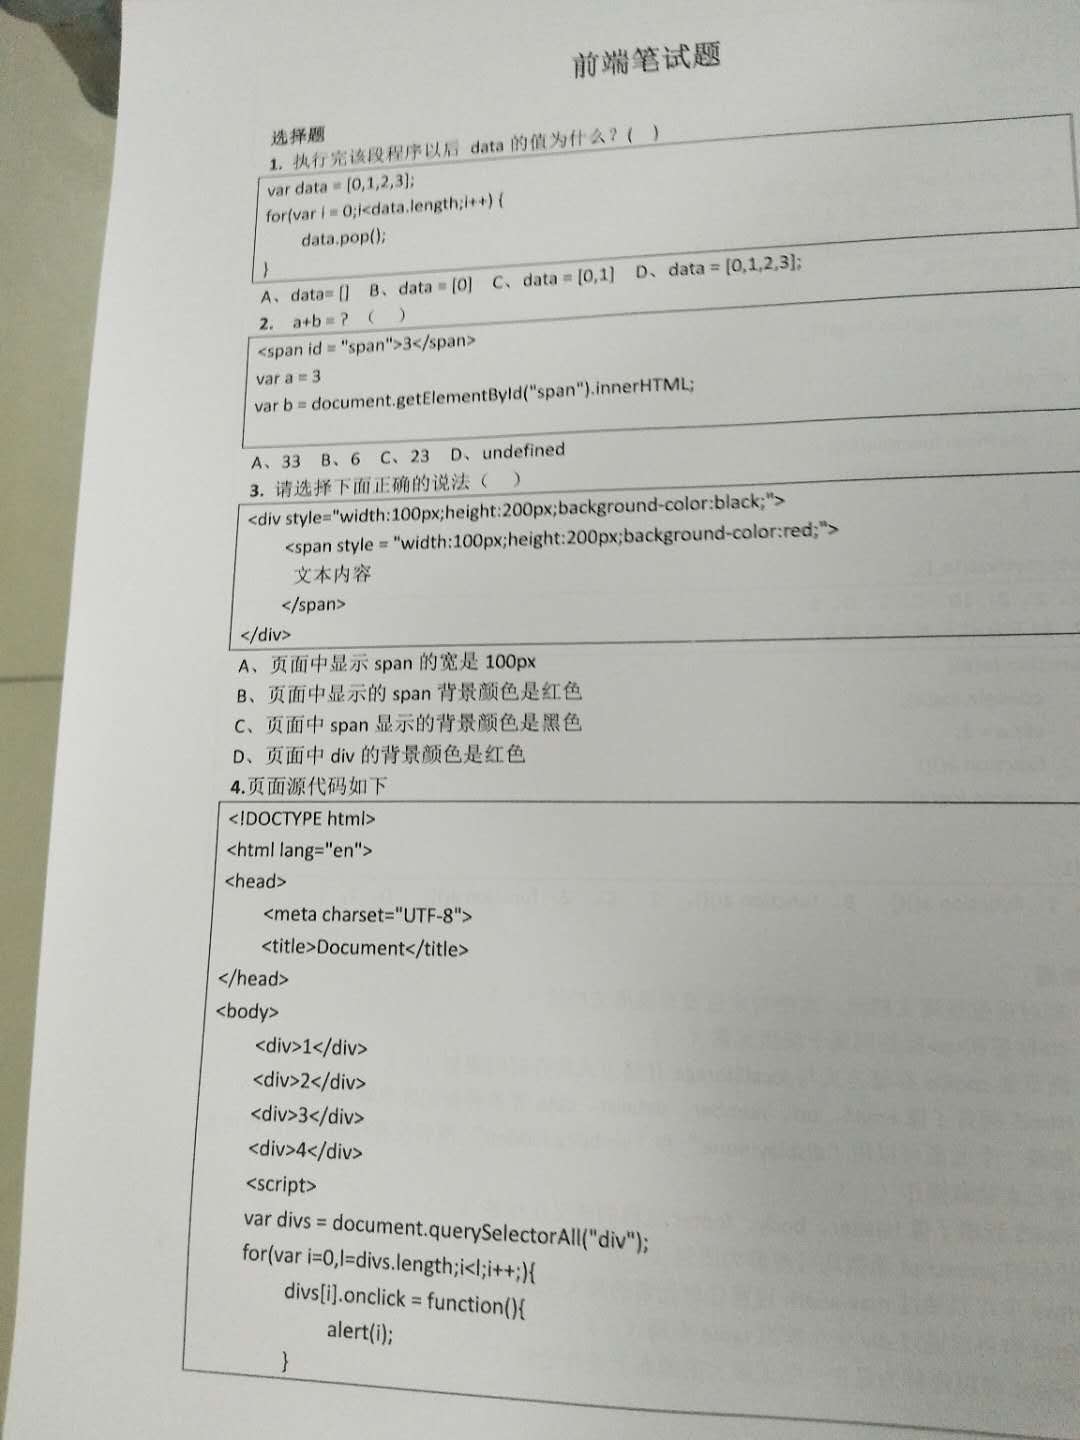 前端笔试题
选择题
1. 执行完该段程序以后 data 的值为什么？（ ）
var data = [0,1,2,3];
for(var i = 0;i<data.length;i++) {
data.pop();
}
A、data= [] B、data = [0] C、data = [0,1] D、data = [0,1,2,3];
2. a+b = ？（ ）
<span id = "span">3</span>
var a = 3
var b = document.getElementById("span").innerHTML;
A、33 B、6 C、23 D、undefined
3. 请选择下面正确的说法（ ）
<div style="width:100px;height:200px;background-color:black;">
<span style = "width:100px;height:200px;background-color:red;">
文本内容
</span>
</div>
A、页面中显示 span 的宽是 100px
B、页面中显示的 span 背景颜色是红色
C、页面中 span 显示的背景颜色是黑色
D、页面中 div 的背景颜色是红色
4.页面源代码如下
<!DOCTYPE html>
<html lang="en">
<head>
<meta charset="UTF-8">
<title>Document</title>
</head>
<body>
<div>1</div>
<div>2</div>
<div>3</div>
<div>4</div>
<script>
var divs = document.querySelectorAll("div");
for(var i=0,l=divs.length;i<l;i++;){
divs[i].onclick = function(){
alert(i);
}